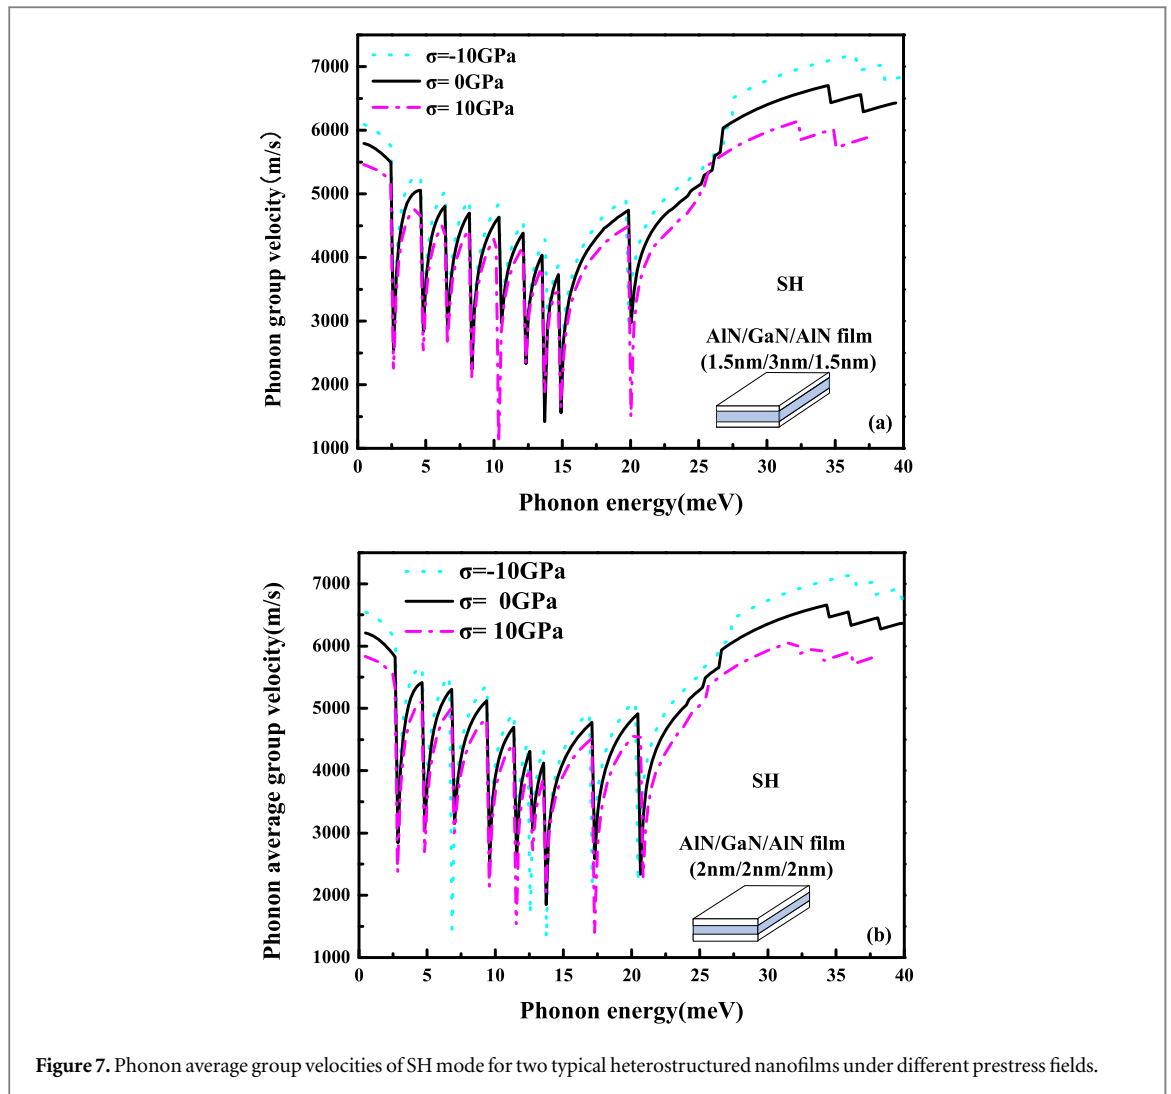 σ=-10GPa
σ= 0GPa
σ= 10GPa
7000
6000
5000
4000
3000
2000
1000
Phonon group velocity(m/s)
SH
AlN/GaN/AlN film
(1.5nm/3nm/1.5nm)
(a)
0 5 10 15 20 25 30 35 40
Phonon energy(meV)
σ=-10GPa
σ= 0GPa
σ= 10GPa
7000
6000
5000
4000
3000
2000
1000
Phonon average group velocity(m/s)
SH
AlN/GaN/AlN film
(2nm/2nm/2nm)
(b)
0 5 10 15 20 25 30 35 40
Phonon energy(meV)
Figure 7. Phonon average group velocities of SH mode for two typical heterostructured nanofilms under different prestress fields.